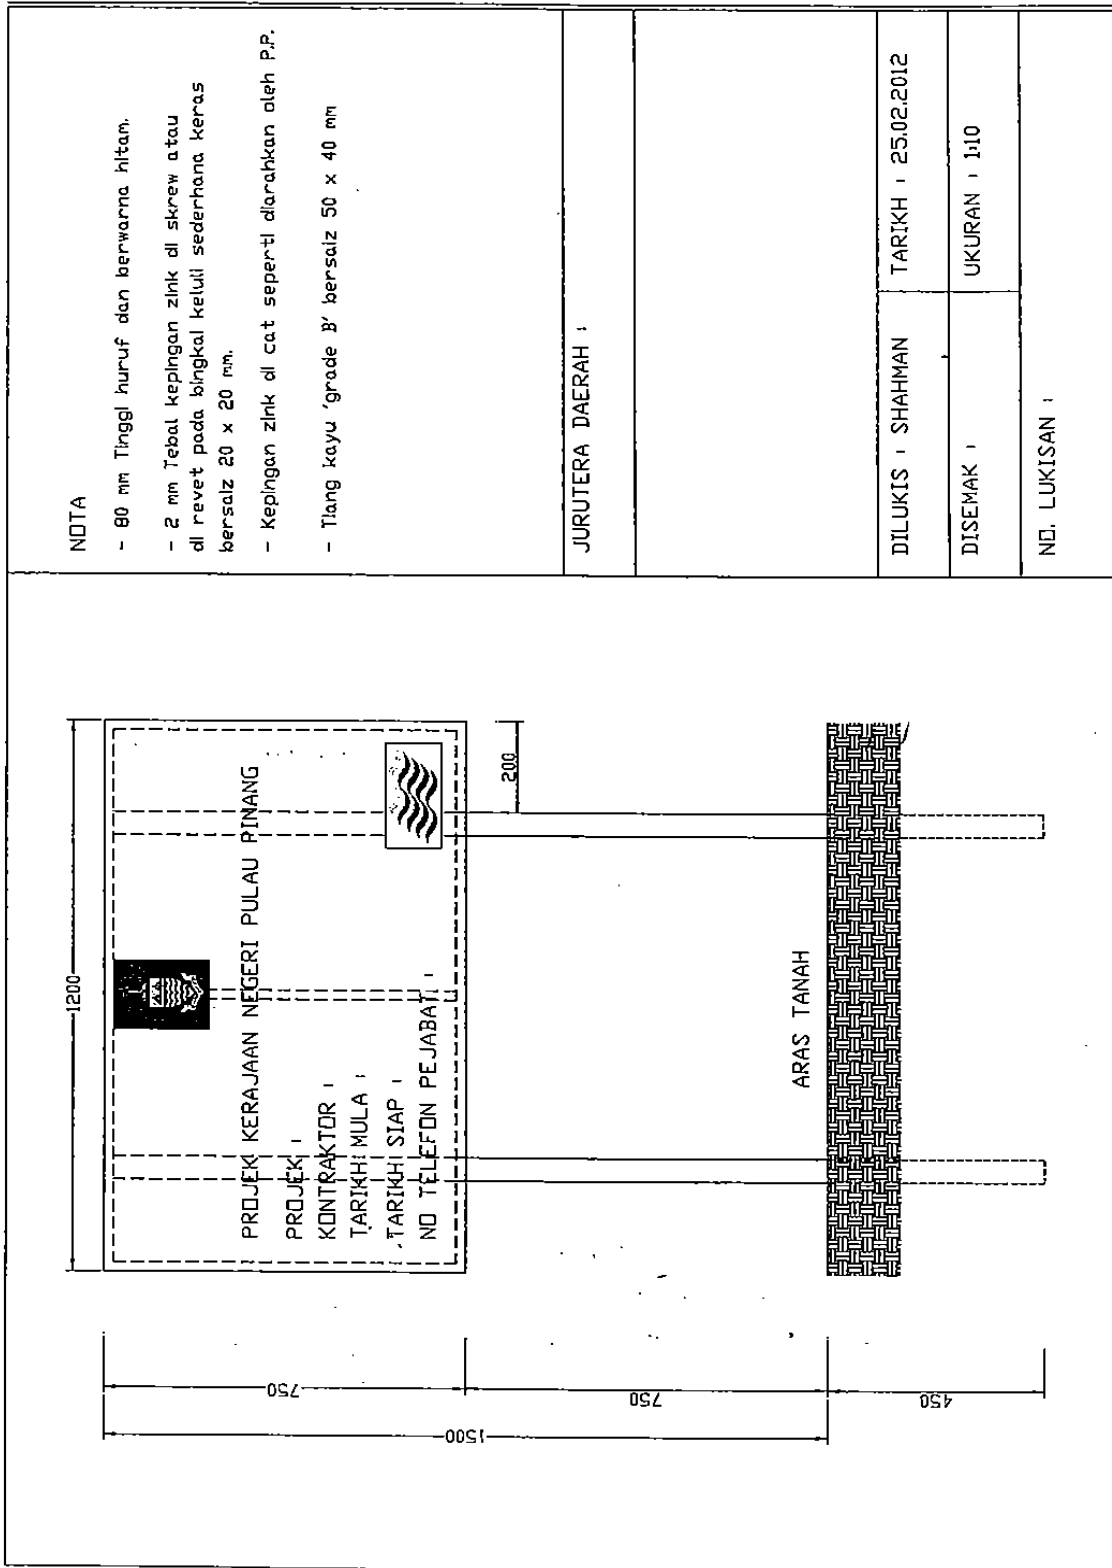 1200
PROJEK KERAJAAN NEGERI PULAU PINANG
PROJEK :
KONTRAKTOR :
TARIKH MULA :
TARIKH SIAP :
NO TELEFON PEJABAT :
200
750
750
1500
450
ARAS TANAH
NOTA
- 80 mm Tinggi huruf dan berwarna hitam.
- 2 mm Tebal kepingan zink di skrew atau
di revet pada bingkai keluli sederhana keras
bersaiz 20 x 20 mm.
- Kepingan zink di cat seperti diarahkan oleh P.P.
- Tiang kayu 'grade B' bersaiz 50 x 40 mm
JURUTERA DAERAH :
DILUKIS : SHAHMAN
TARIKH : 25.02.2012
DISEMAK :
UKURAN : 1:10
NO. LUKISAN :